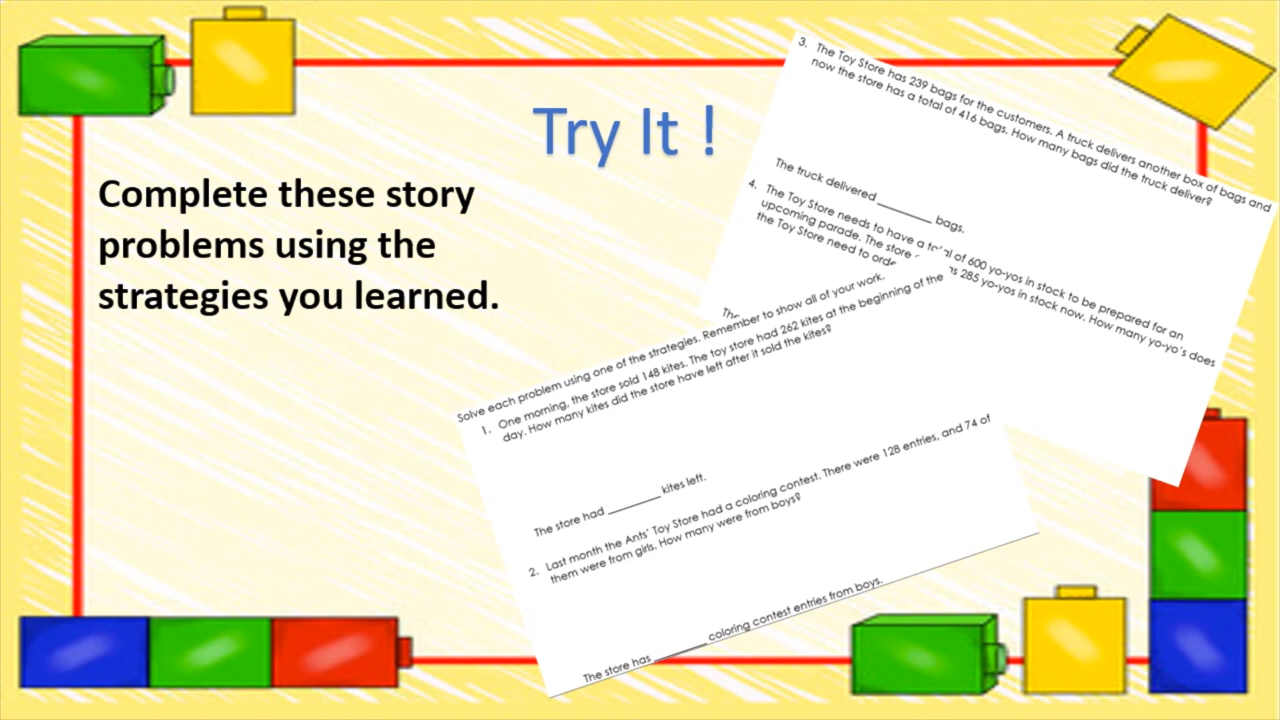 Try It !
Complete these story
problems using the
strategies you learned.
3. The Toy Store has 239 bags for the customers. A truck delivers another box of bags and
now the store has a total of 416 bags. How many bags did the truck deliver?
The truck delivered ________ bags.
4. The Toy Store needs to have a total of 600 yo-yos in stock to be prepared for an
upcoming parade. The store 285 yo-yos in stock now. How many yo-yo's does
the Toy Store need to
Solve each problem using one of the strategies. Remember to show all of your work.
1. One morning, the store sold 148 kites. The toy store had 262 kites at the beginning of the
day. How many kites did the store have left after it sold the kites?
The store had ________ kites left.
2. Last month the Ants' Toy Store had a coloring contest. There were 128 entries, and 74 of
them were from girls. How many were from boys?
The store has ________ coloring contest entries from boys.